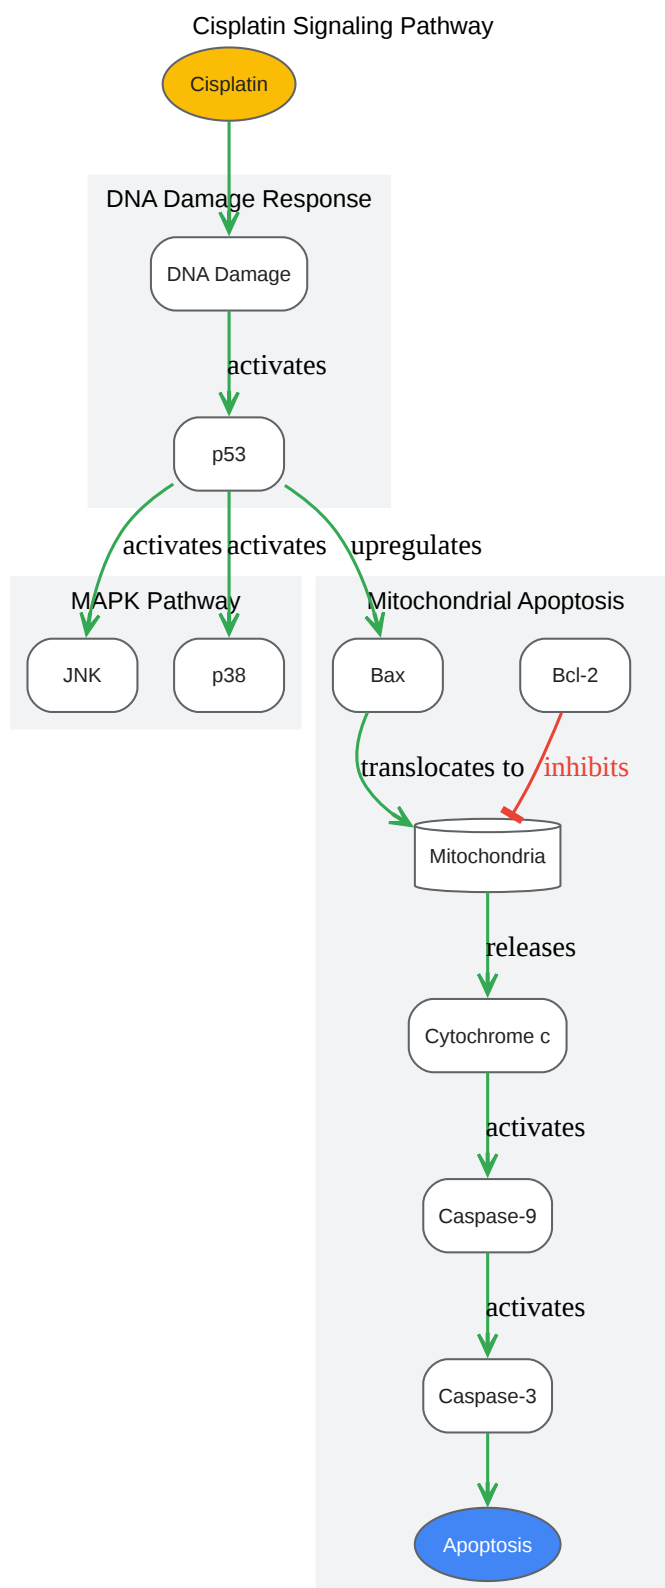 Cisplatin Signaling Pathway
Cisplatin
DNA Damage Response
DNA Damage
activates
p53
activates
activates
upregulates
MAPK Pathway
Mitochondrial Apoptosis
JNK
p38
Bax
Bcl-2
translocates to
inhibits
Mitochondria
releases
Cytochrome c
activates
Caspase-9
activates
Caspase-3
Apoptosis